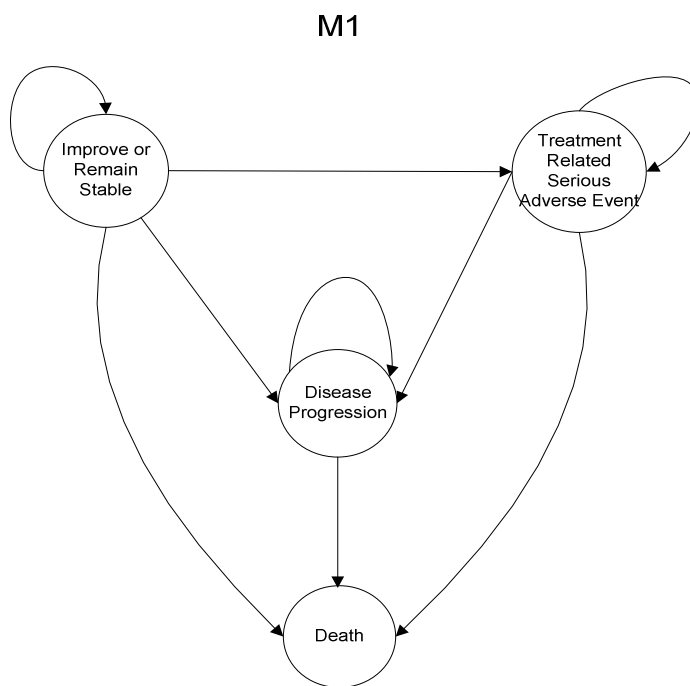 M1
Improve or
Remain
Stable
Treatment
Related
Serious
Adverse Event
Disease
Progression
Death